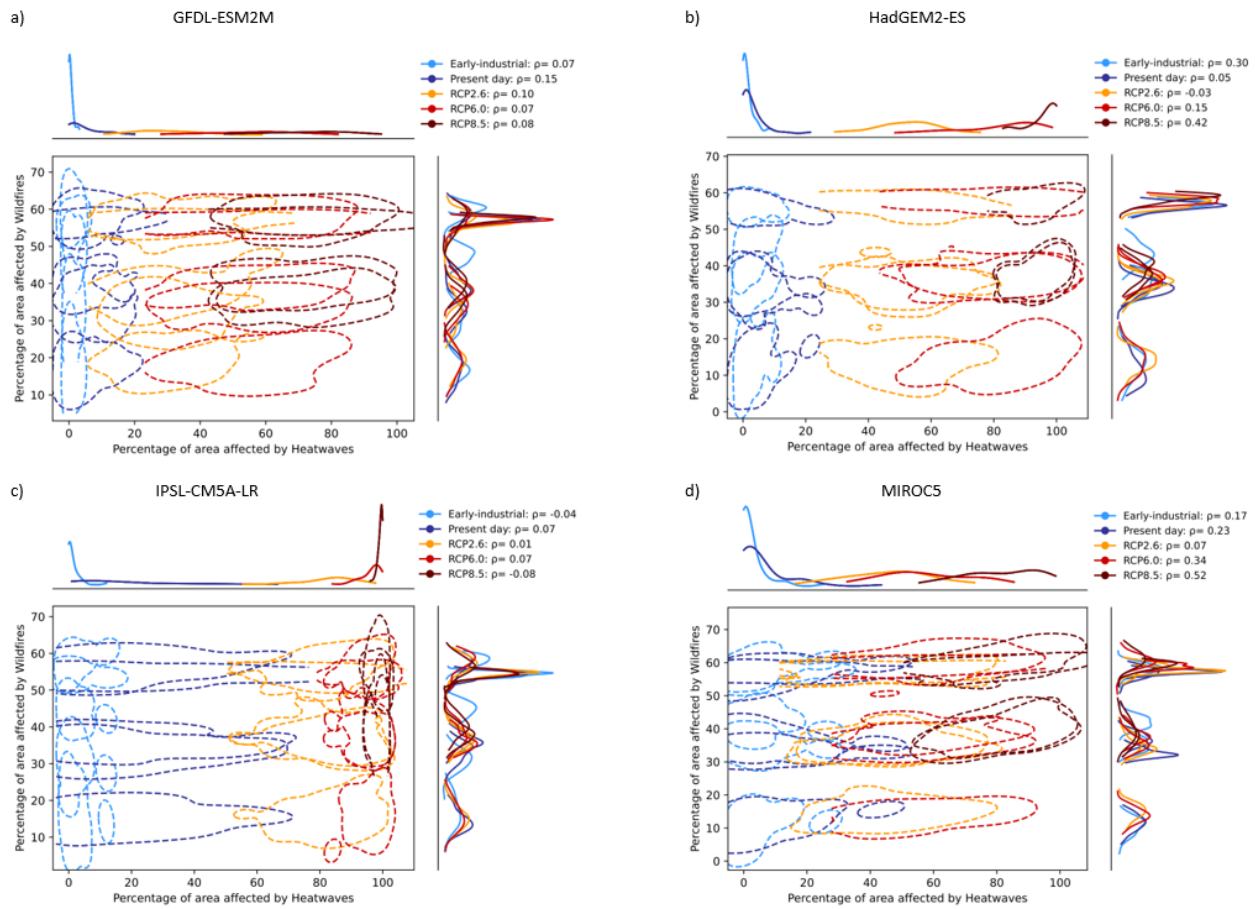 a)
GFDL-ESM2M
Early-industrial: ρ= 0.07
Present day: ρ= 0.15
RCP2.6: ρ= 0.10
RCP6.0: ρ= 0.07
RCP8.5: ρ= 0.08
Percentage of area affected by Wildfires
70
60
50
40
30
20
10
0
20
40
60
80
100
Percentage of area affected by Heatwaves
b)
HadGEM2-ES
Early-industrial: ρ= 0.30
Present day: ρ= 0.05
RCP2.6: ρ= -0.03
RCP6.0: ρ= 0.15
RCP8.5: ρ= 0.42
Percentage of area affected by Wildfires
70
60
50
40
30
20
10
0
0
20
40
60
80
100
Percentage of area affected by Heatwaves
c)
IPSL-CM5A-LR
Early-industrial: ρ= -0.04
Present day: ρ= 0.07
RCP2.6: ρ= 0.01
RCP6.0: ρ= 0.07
RCP8.5: ρ= -0.08
Percentage of area affected by Wildfires
70
60
50
40
30
20
10
0
20
40
60
80
100
Percentage of area affected by Heatwaves
d)
MIROC5
Early-industrial: ρ= 0.17
Present day: ρ= 0.23
RCP2.6: ρ= 0.07
RCP6.0: ρ= 0.34
RCP8.5: ρ= 0.52
Percentage of area affected by Wildfires
70
60
50
40
30
20
10
0
0
20
40
60
80
100
Percentage of area affected by Heatwaves